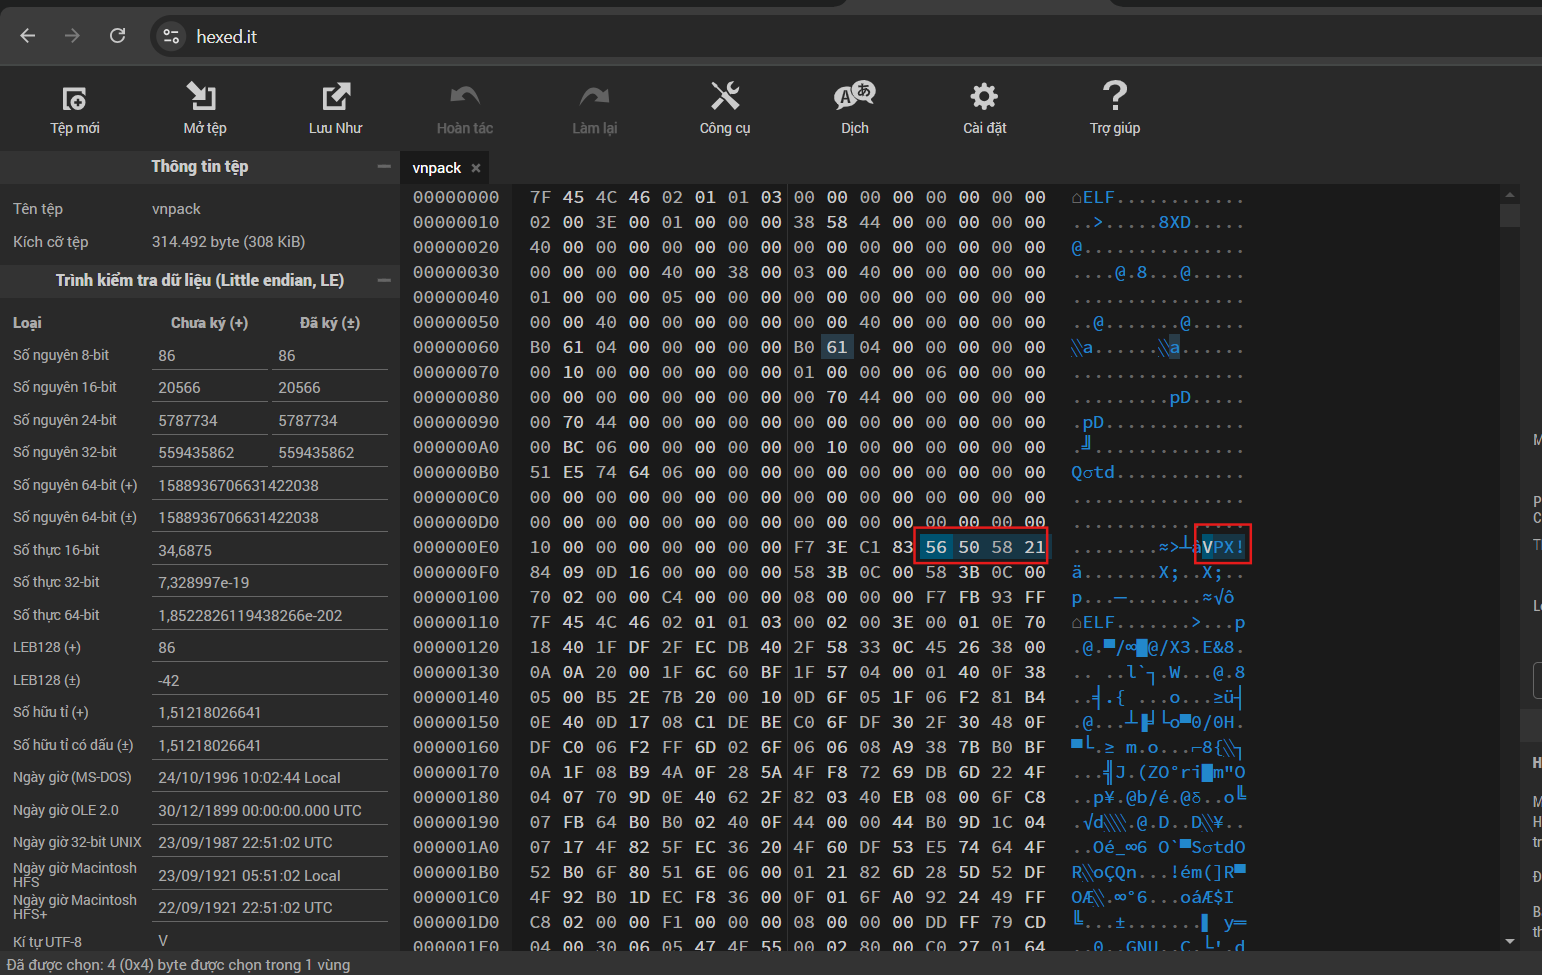 hexed.it
Tệp mới
Mở tệp
Lưu Như
Hoàn tác
Làm lại
Công cụ
Dịch
Cài đặt
Trợ giúp
Thông tin tệp
Tên tệp vnpack
Kích cỡ tệp 314.492 byte (308 KiB)
Trình kiểm tra dữ liệu (Little endian, LE)
Loại Chưa ký (+) Đã ký (±)
Số nguyên 8-bit 86 86
Số nguyên 16-bit 20566 20566
Số nguyên 24-bit 5787734 5787734
Số nguyên 32-bit 559435862 559435862
Số nguyên 64-bit (+) 1588936706631422038
Số nguyên 64-bit (±) 1588936706631422038
Số thực 16-bit 34,6875
Số thực 32-bit 7,328997e-19
Số thực 64-bit 1,8522826119438266e-202
LEB128 (+) 86
LEB128 (±) -42
Số hữu tỉ (+) 1,51218026641
Số hữu tỉ có dấu (±) 1,51218026641
Ngày giờ (MS-DOS) 24/10/1996 10:02:44 Local
Ngày giờ OLE 2.0 30/12/1899 00:00:00.000 UTC
Ngày giờ 32-bit UNIX 23/09/1987 22:51:02 UTC
Ngày giờ Macintosh HFS 23/09/1921 05:51:02 Local
Ngày giờ Macintosh HFS+ 22/09/1921 22:51:02 UTC
Kí tự UTF-8 V
Đã được chọn: 4 (0x4) byte được chọn trong 1 vùng
vnpack
00000000 7F 45 4C 46 02 01 01 03 00 00 00 00 00 00 00 00 ⌂ELF............
00000010 02 00 3E 00 01 00 00 00 38 58 44 00 00 00 00 00 ..>.....8XD.....
00000020 40 00 00 00 00 00 00 00 00 00 00 00 00 00 00 00 @...............
00000030 00 00 00 00 40 00 38 00 03 00 40 00 00 00 00 00 ....@.8...@.....
00000040 01 00 00 00 05 00 00 00 00 00 00 00 00 00 00 00 ................
00000050 00 00 40 00 00 00 00 00 00 00 40 00 00 00 00 00 ..@.......@.....
00000060 B0 61 04 00 00 00 00 00 B0 61 04 00 00 00 00 00 ░a......░a......
00000070 00 10 00 00 00 00 00 00 01 00 00 00 06 00 00 00 ................
00000080 00 00 00 00 00 00 00 00 00 70 44 00 00 00 00 00 .........pD.....
00000090 00 70 44 00 00 00 00 00 00 00 00 00 00 00 00 00 .pD.............
000000A0 00 BC 06 00 00 00 00 00 00 10 00 00 00 00 00 00 .╝..............
000000B0 51 E5 74 64 06 00 00 00 00 00 00 00 00 00 00 00 Qσtd............
000000C0 00 00 00 00 00 00 00 00 00 00 00 00 00 00 00 00 ................
000000D0 00 00 00 00 00 00 00 00 00 00 00 00 00 00 00 00 ................
000000E0 10 00 00 00 00 00 00 00 F7 3E C1 83 56 50 58 21 ........≈>┴âVPX!
000000F0 84 09 0D 16 00 00 00 00 58 3B 0C 00 58 3B 0C 00 ä.......X;..X;..
00000100 70 02 00 00 C4 00 00 00 08 00 00 00 F7 FB 93 FF p...─.......≈√ô
00000110 7F 45 4C 46 02 01 01 03 00 02 00 3E 00 01 0E 70 ⌂ELF.......>...p
00000120 18 40 1F DF 2F EC DB 40 2F 58 33 0C 45 26 38 00 .@.▀/∞█@/X3.E&8.
00000130 0A 0A 20 00 1F 6C 60 BF 1F 57 04 00 01 40 0F 38 .. ..l`┐.W...@.8
00000140 05 00 B5 2E 7B 20 00 10 0D 6F 05 1F 06 F2 81 B4 ..╡.{ ...o...≥ü┤
00000150 0E 40 0D 17 08 C1 DE BE C0 6F DF 30 2F 30 48 0F .@...┴▐╛└o▀0/0H.
00000160 DF C0 06 F2 FF 6D 02 6F 06 06 08 A9 38 7B B0 BF ▀└.≥ m.o...⌐8{░┐
00000170 0A 1F 08 B9 4A 0F 28 5A 4F F8 72 69 DB 6D 22 4F ...╣J.(ZO°ri█m"O
00000180 04 07 70 9D 0E 40 62 2F 82 03 40 EB 08 00 6F C8 ..p¥.@b/é.@δ..o╚
00000190 07 FB 64 B0 B0 02 40 0F 44 00 00 44 B0 9D 1C 04 .√d░░.@.D..D░¥..
000001A0 07 17 4F 82 5F EC 36 20 4F 60 DF 53 E5 74 64 4F ..Oé_∞6 O`▀SσtdO
000001B0 52 B0 6F 80 51 6E 06 00 01 21 82 6D 28 5D 52 DF R░oÇQn...!ém(]R▀
000001C0 4F 92 B0 1D EC F8 36 00 0F 01 6F A0 92 24 49 FF OÆ░.∞°6...oáÆ$I
000001D0 C8 02 00 00 F1 00 00 00 08 00 00 00 DD FF 79 CD ╚...±.......▌ y═
000001E0 04 00 30 06 05 47 4E 55 00 02 80 00 C0 27 01 64 ..0..GNU..Ç.└'.d